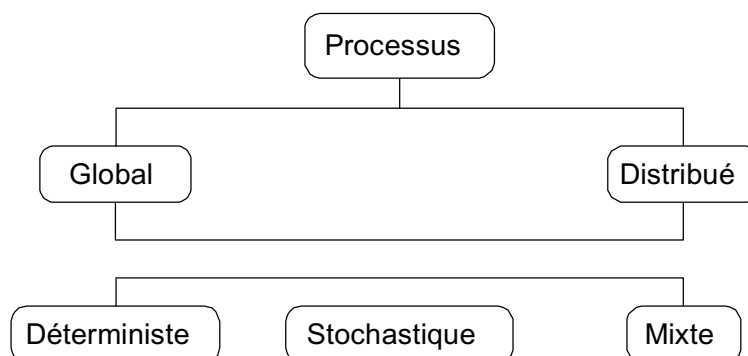 Processus
Global
Distribué
Déterministe
Stochastique
Mixte